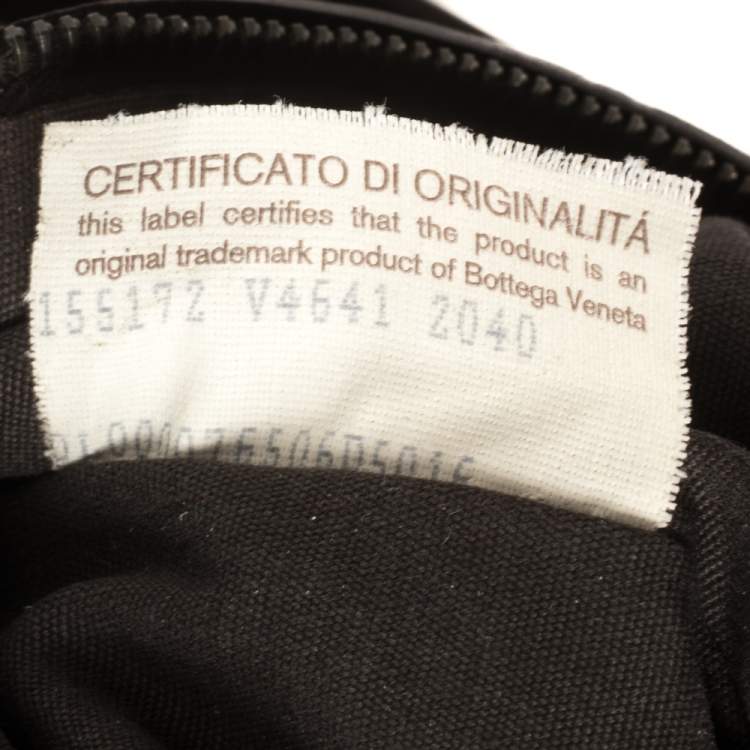 CERTIFICATO DI ORIGINALITÁ
this label certifies that the product is an
original trademark product of Bottega Veneta
155172 V4641 2040